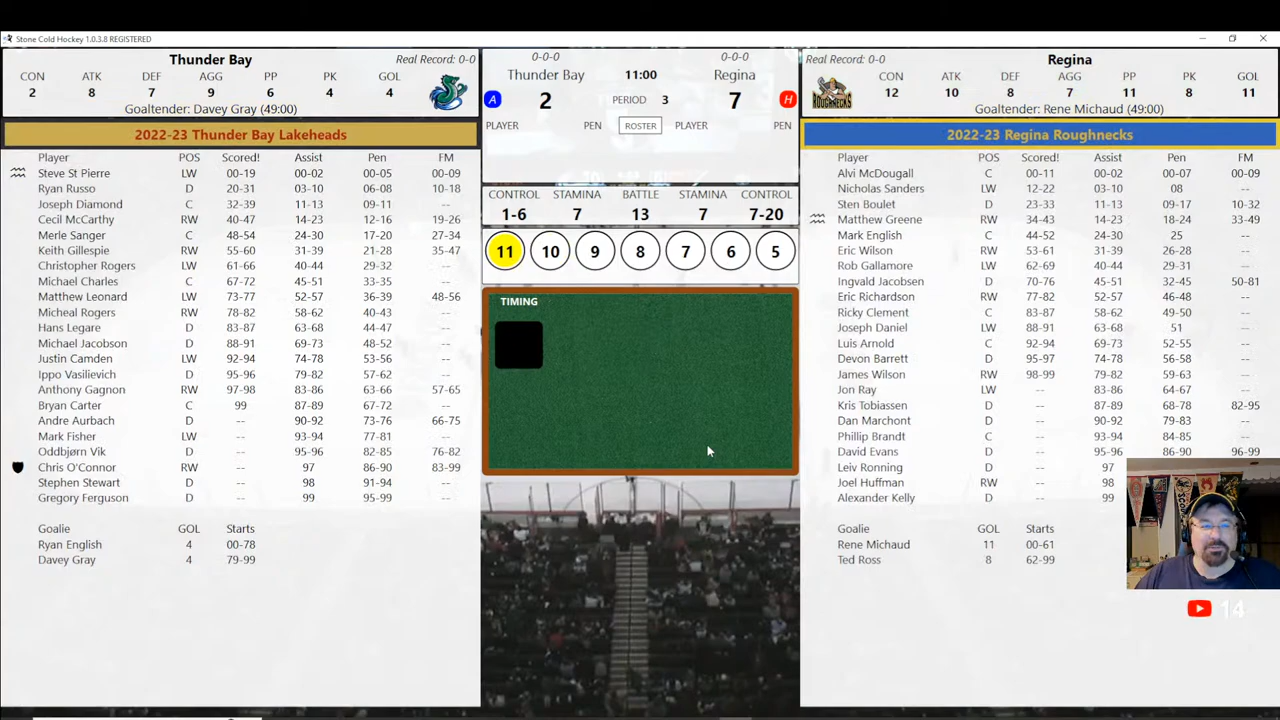 Stone Cold Hockey 1.0.3.8 REGISTERED
Thunder Bay
Real Record: 0-0
CON ATK DEF AGG PP PK GOL
2 8 7 9 6 4 4
Goaltender: Davey Gray (49:00)
2022-23 Thunder Bay Lakeheads
Player POS Scored! Assist Pen FM
Steve St Pierre LW 00-19 00-02 00-05 00-09
Ryan Russo D 20-31 03-10 06-08 10-18
Joseph Diamond C 32-39 11-13 09-11 --
Cecil McCarthy RW 40-47 14-23 12-16 19-26
Merle Sanger C 48-54 24-30 17-20 27-34
Keith Gillespie RW 55-60 31-39 21-28 35-47
Christopher Rogers LW 61-66 40-44 29-32 --
Michael Charles C 67-72 45-51 33-35 --
Matthew Leonard LW 73-77 52-57 36-39 48-56
Micheal Rogers RW 78-82 58-62 40-43 --
Hans Legare D 83-87 63-68 44-47 --
Michael Jacobson D 88-91 69-73 48-52 --
Justin Camden LW 92-94 74-78 53-56 --
Ippo Vasilievich D 95-96 79-82 57-62 --
Anthony Gagnon RW 97-98 83-86 63-66 57-65
Bryan Carter C 99 87-89 67-72 --
Andre Aurbach D -- 90-92 73-76 66-75
Mark Fisher LW -- 93-94 77-81 --
Oddbjørn Vik D -- 95-96 82-85 76-82
Chris O'Connor RW -- 97 86-90 83-99
Stephen Stewart D -- 98 91-94 --
Gregory Ferguson D -- 99 95-99 --
Goalie GOL Starts
Ryan English 4 00-78
Davey Gray 4 79-99
0-0-0 0-0-0
Thunder Bay 11:00 Regina
A 2 PERIOD 3 7 H
PLAYER PEN ROSTER PLAYER PEN
CONTROL STAMINA BATTLE STAMINA CONTROL
1-6 7 13 7 7-20
11 10 9 8 7 6 5
TIMING
Real Record: 0-0
Regina
ROUGHNECKS
CON ATK DEF AGG PP PK GOL
12 10 8 7 11 8 11
Goaltender: Rene Michaud (49:00)
2022-23 Regina Roughnecks
Player POS Scored! Assist Pen FM
Alvi McDougall C 00-11 00-02 00-07 00-09
Nicholas Sanders LW 12-22 03-10 08 --
Sten Boulet D 23-33 11-13 09-17 10-32
Matthew Greene RW 34-43 14-23 18-24 33-49
Mark English C 44-52 24-30 25 --
Eric Wilson RW 53-61 31-39 26-28 --
Rob Gallamore LW 62-69 40-44 29-31 --
Ingvald Jacobsen D 70-76 45-51 32-45 50-81
Eric Richardson RW 77-82 52-57 46-48 --
Ricky Clement C 83-87 58-62 49-50 --
Joseph Daniel LW 88-91 63-68 51 --
Luis Arnold C 92-94 69-73 52-55 --
Devon Barrett D 95-97 74-78 56-58 --
James Wilson RW 98-99 79-82 59-63 --
Jon Ray LW -- 83-86 64-67 --
Kris Tobiassen D -- 87-89 68-78 82-95
Dan Marchont D -- 90-92 79-83 --
Phillip Brandt C -- 93-94 84-85 --
David Evans D -- 95-96 86-90 96-99
Leiv Ronning D -- 97
Joel Huffman RW -- 98
Alexander Kelly D -- 99
Goalie GOL Starts
Rene Michaud 11 00-61
Ted Ross 8 62-99
14